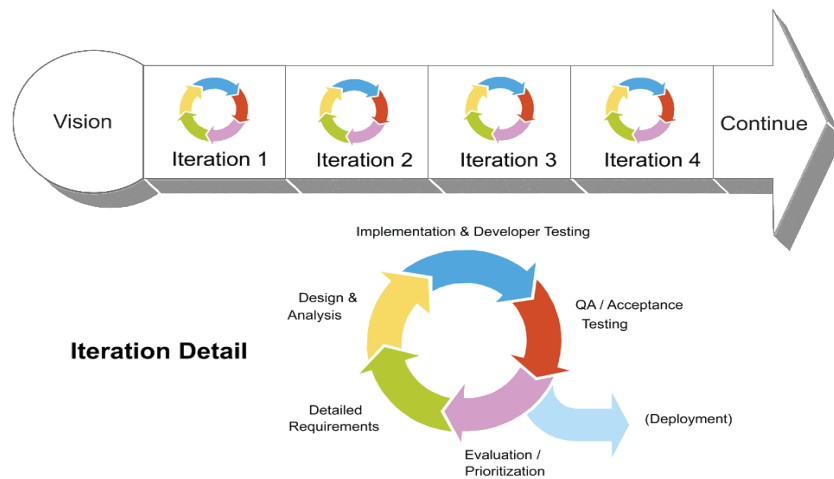 Vision
Iteration 1
Iteration 2
Iteration 3
Iteration 4
Continue
Implementation & Developer Testing
Design &
Analysis
QA / Acceptance
Testing
Iteration Detail
Detailed
Requirements
(Deployment)
Evaluation /
Prioritization